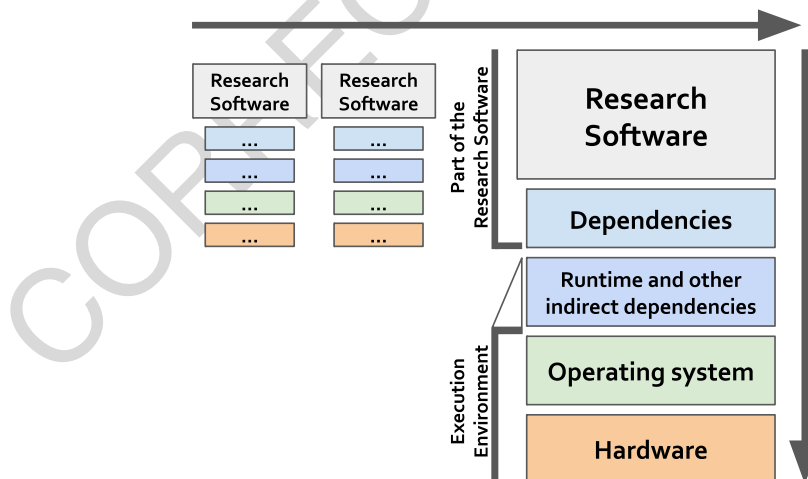 Research
Software
...
...
...
...
Research
Software
...
...
...
...
Part of the
Research Software
Research
Software
Dependencies
Runtime and other
indirect dependencies
Execution
Environment
Operating system
Hardware